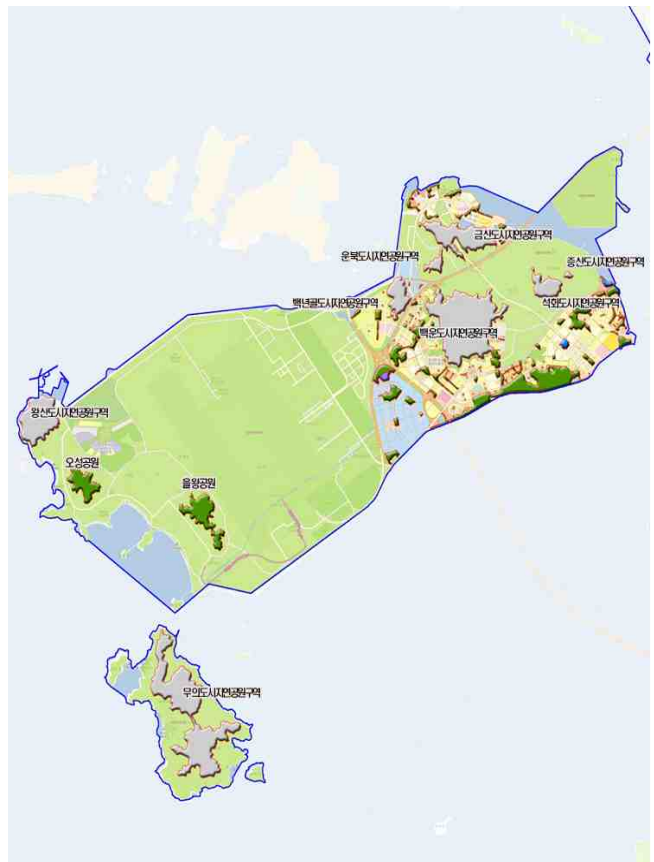 금산도시자연공원구역
운북도시자연공원구역
증산도시자연공원구역
백년골도시자연공원구역
석화도시자연공원구역
백운도시자연공원구역
왕산도시자연공원구역
오성공원
을왕공원
무의도시자연공원구역